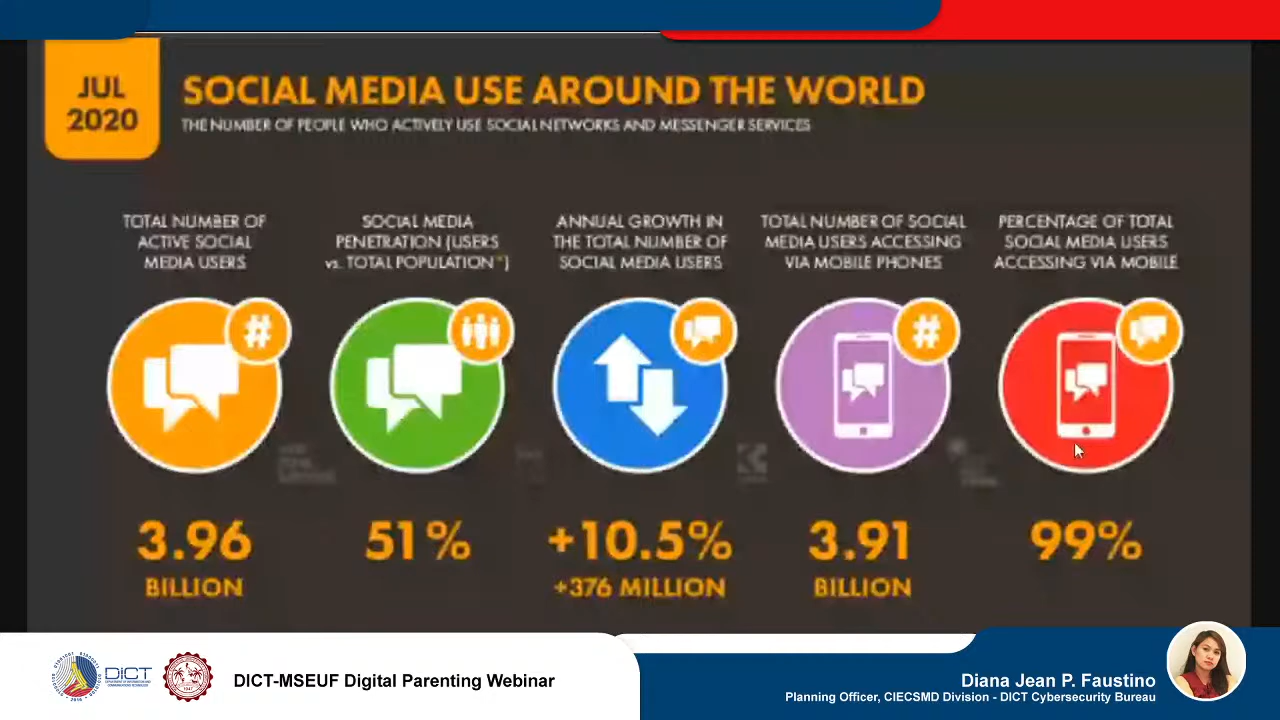 JUL
2020
SOCIAL MEDIA USE AROUND THE WORLD
THE NUMBER OF PEOPLE WHO ACTIVELY USE SOCIAL NETWORKS AND MESSENGER SERVICES
TOTAL NUMBER OF
ACTIVE SOCIAL
MEDIA USERS
SOCIAL MEDIA
PENETRATION (USERS
vs. TOTAL POPULATION*)
ANNUAL GROWTH IN
THE TOTAL NUMBER OF
SOCIAL MEDIA USERS
TOTAL NUMBER OF SOCIAL
MEDIA USERS ACCESSING
VIA MOBILE PHONES
PERCENTAGE OF TOTAL
SOCIAL MEDIA USERS
ACCESSING VIA MOBILE
#
#
3.96
BILLION
51%
+10.5%
+376 MILLION
3.91
BILLION
99%
DICT
DICT-MSEUF Digital Parenting Webinar
Diana Jean P. Faustino
Planning Officer, CIECSMD Division - DICT Cybersecurity Bureau